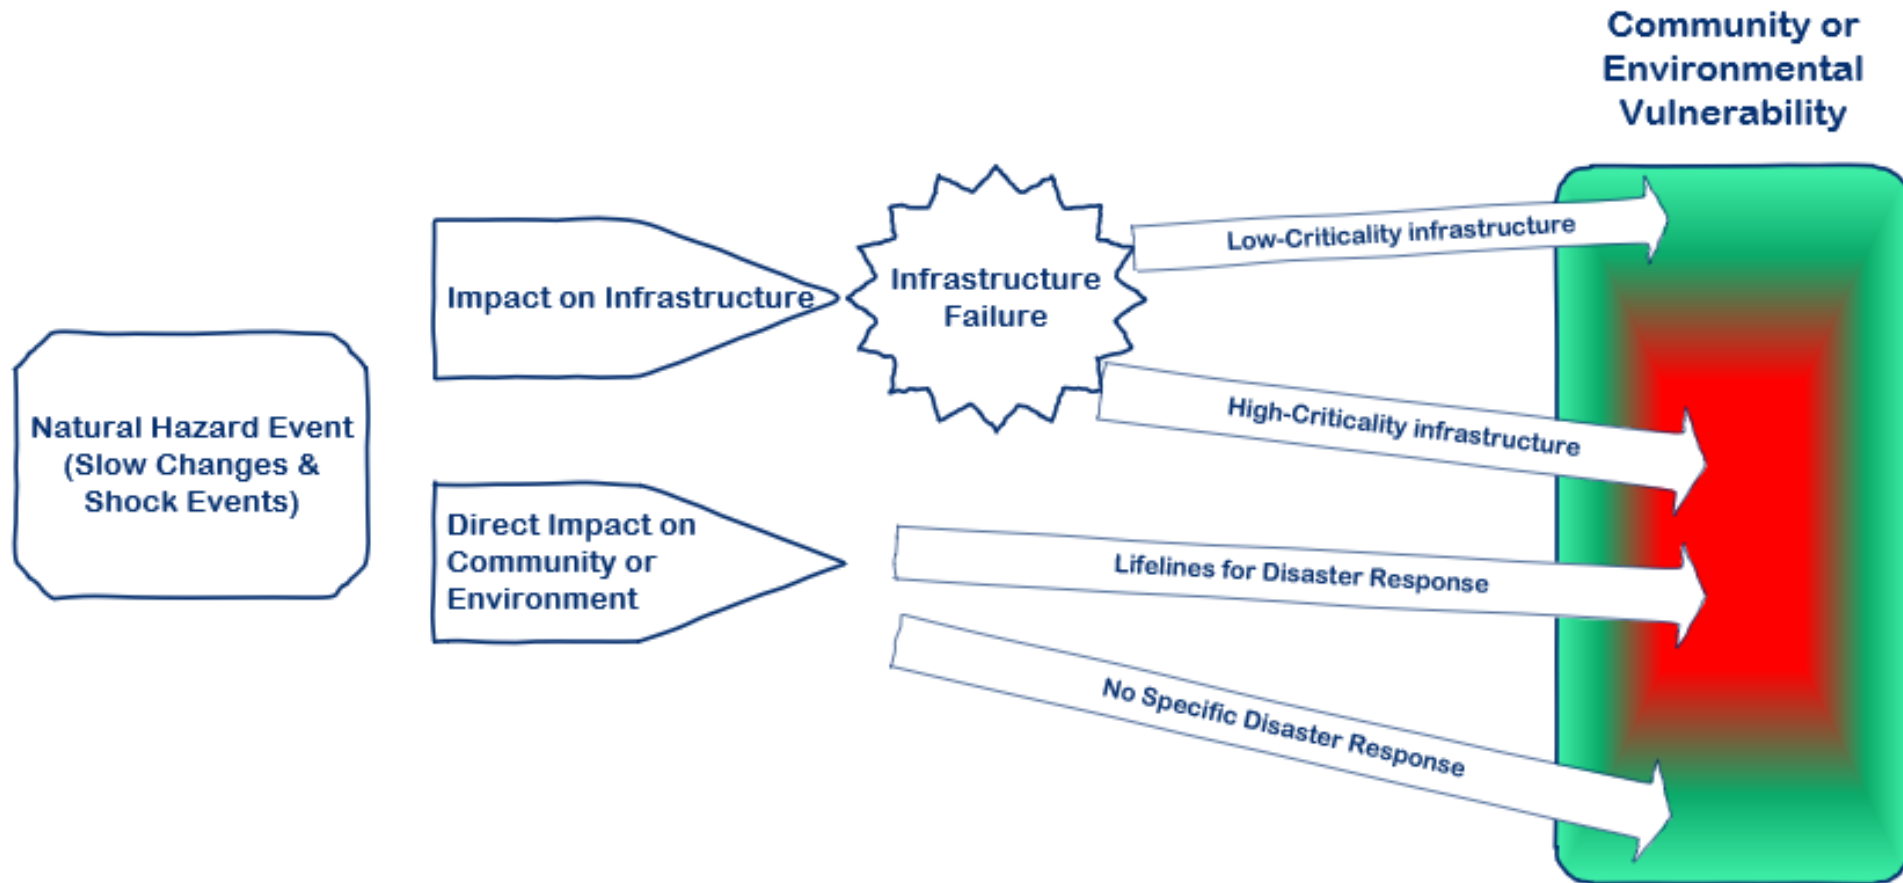 Community or
Environmental
Vulnerability
Natural Hazard Event
(Slow Changes &
Shock Events)
Impact on Infrastructure
Infrastructure
Failure
Low-Criticality infrastructure
High-Criticality infrastructure
Direct Impact on
Community or
Environment
Lifelines for Disaster Response
No Specific Disaster Response